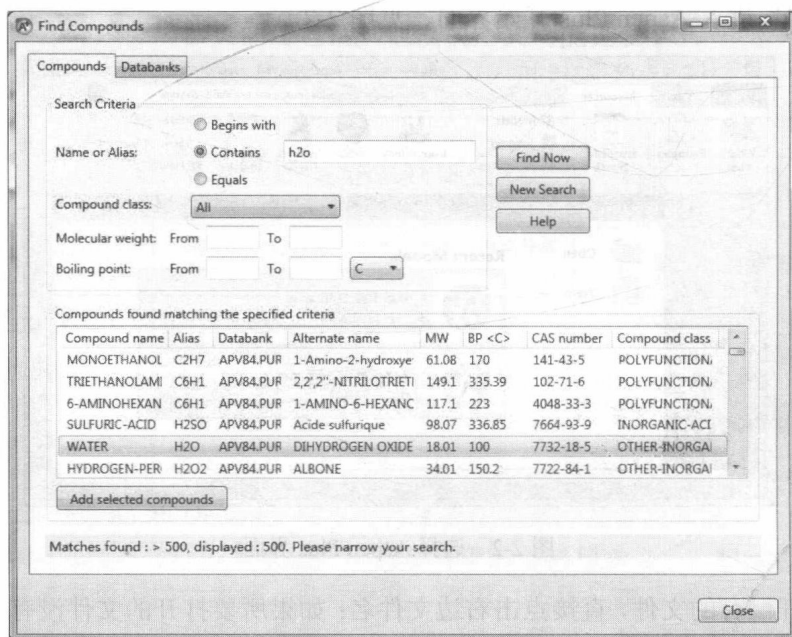 Find Compounds
Compounds Databanks
Search Criteria
Begins with
Name or Alias: Contains h2o Find Now
Equals New Search
Compound class: All Help
Molecular weight: From To
Boiling point: From To C
Compounds found matching the specified criteria
Compound name Alias Databank Alternate name MW BP <C> CAS number Compound class
MONOETHANOL C2H7 APV84.PUR 1-Amino-2-hydroxye 61.08 170 141-43-5 POLYFUNCTION
TRIETHANOLAMI C6H1 APV84.PUR 2,2',2''-NITRILOTRIETI 149.1 335.39 102-71-6 POLYFUNCTION
6-AMINOHEXAN C6H1 APV84.PUR 1-AMINO-6-HEXANC 117.1 223 4048-33-3 POLYFUNCTION
SULFURIC-ACID H2SO APV84.PUR Acide sulfurique 98.07 336.85 7664-93-9 INORGANIC-ACI
WATER H2O APV84.PUR DIHYDROGEN OXIDE 18.01 100 7732-18-5 OTHER-INORGAI
HYDROGEN-PER H2O2 APV84.PUR ALBONE 34.01 150.2 7722-84-1 OTHER-INORGAI
Add selected compounds
Matches found : > 500, displayed : 500. Please narrow your search.
Close